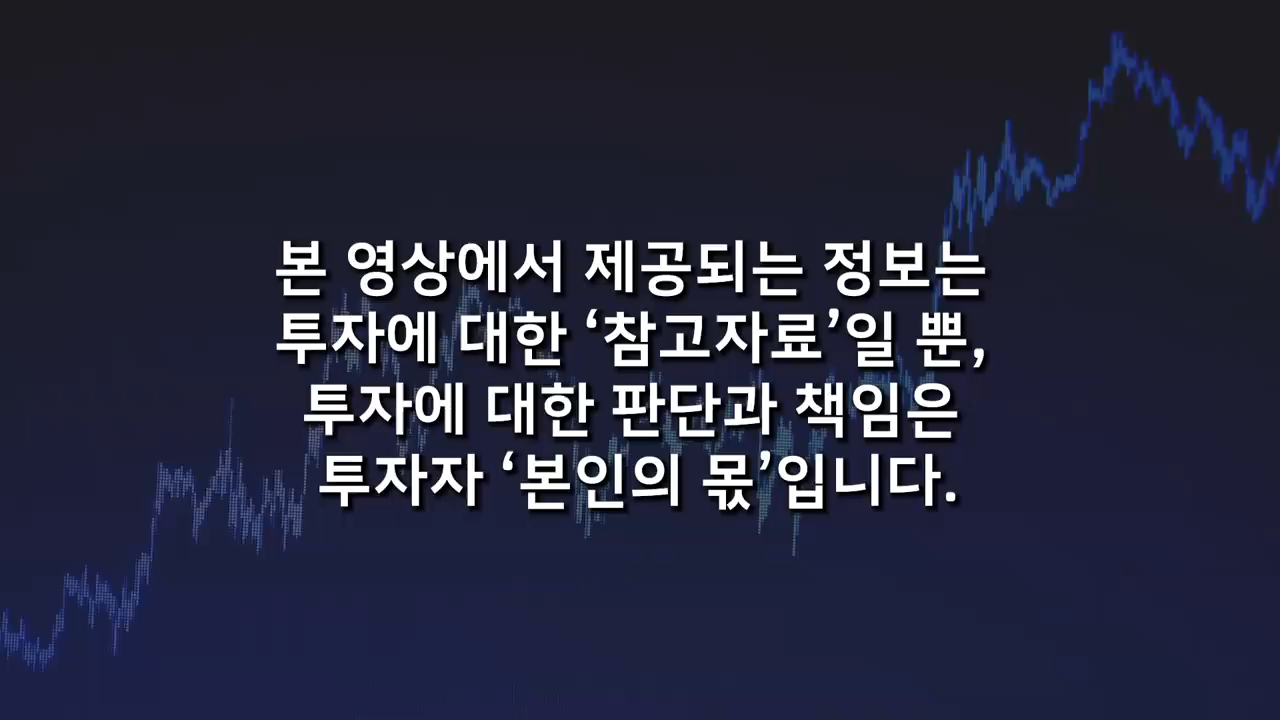 본 영상에서 제공되는 정보는
투자에 대한 ‘참고자료’일 뿐,
투자에 대한 판단과 책임은
투자자 ‘본인의 몫’입니다.